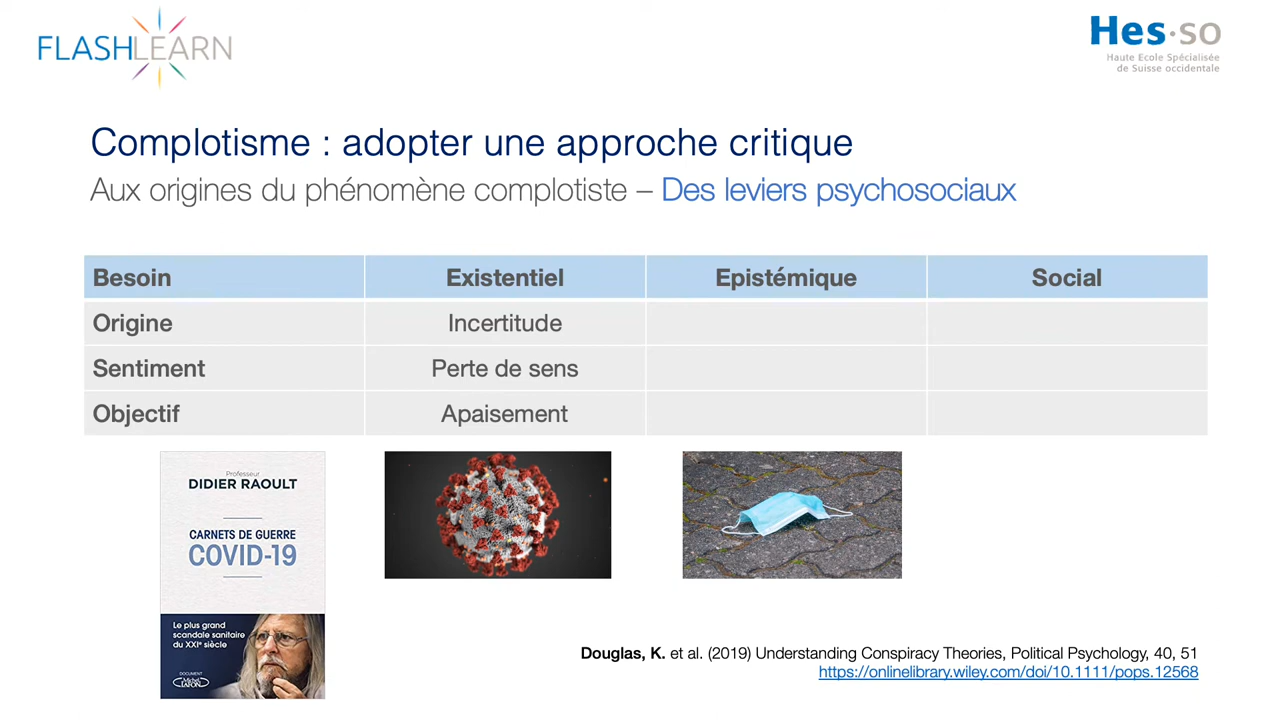 FLASHLEARN
Hes·so
Haute Ecole Spécialisée
de Suisse occidentale
Complotisme : adopter une approche critique
Aux origines du phénomène complotiste – Des leviers psychosociaux
Besoin Existentiel Epistémique Social
Origine Incertitude
Sentiment Perte de sens
Objectif Apaisement
Professeur
DIDIER RAOULT
CARNETS DE GUERRE
COVID-19
Le plus grand
scandale sanitaire
du XXIe siècle
DOCUMENT
Michel
LAFON
Douglas, K. et al. (2019) Understanding Conspiracy Theories, Political Psychology, 40, 51
https://onlinelibrary.wiley.com/doi/10.1111/pops.12568